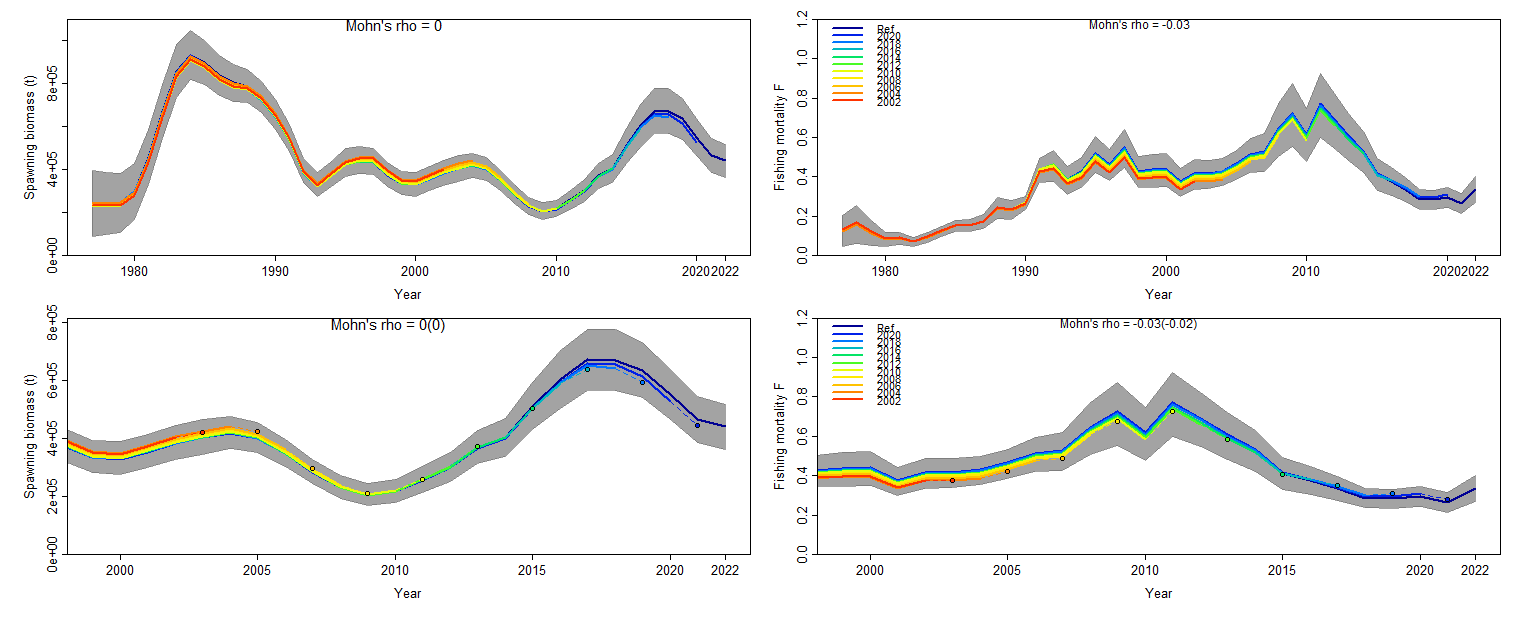 Mohn's rho = 0
Spawning biomass (t)
0e+00 4e+05 8e+05
1980 1990 2000 2010 2020 2022
Year
Mohn's rho = -0.03
Ref
2020
2018
2016
2014
2012
2010
2008
2006
2004
2002
Fishing mortality F
0.0 0.2 0.4 0.6 0.8 1.0 1.2
1980 1990 2000 2010 2020 2022
Year
Mohn's rho = 0(0)
Spawning biomass (t)
0e+00 2e+05 4e+05 6e+05 8e+05
2000 2005 2010 2015 2020 2022
Year
Mohn's rho = -0.03(-0.02)
Ref
2020
2018
2016
2014
2012
2010
2008
2006
2004
2002
Fishing mortality F
0.0 0.2 0.4 0.6 0.8 1.0 1.2
2000 2005 2010 2015 2020 2022
Year